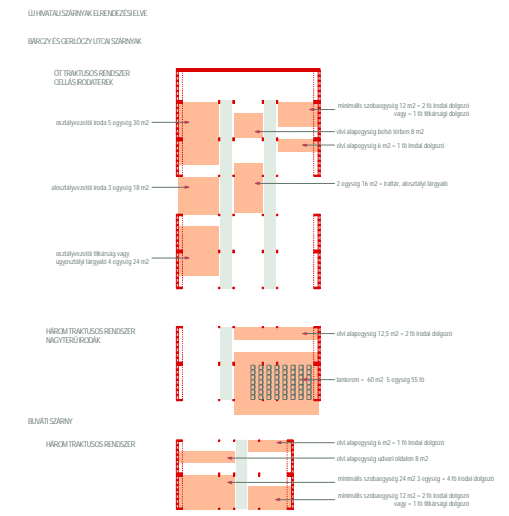 ÚJ HIVATALI SZÁRNYAK ELRENDEZÉSI ELVE
BÁRCZY ÉS GERLÓCZY UTCAI SZÁRNYAK
ÖT TRAKTUSOS RENDSZER
CELLÁS IRODATEREK
osztályvezetői iroda 5 egység 30 m2
alosztályvezetői iroda 3 egység 18 m2
osztályvezetői titkárság vagy
ügyosztályi tárgyaló 4 egység 24 m2
minimális szobaegység 12 m2 = 2 fő irodai dolgozó
vagy = 1 fő titkársági dolgozó
elvi alapegység belső térben 8 m2
elvi alapegység 6 m2 = 1 fő irodai dolgozó
2 egység 16 m2 = irattár, alosztályi tárgyaló
HÁROM TRAKTUSOS RENDSZER
NAGYTERŰ IRODÁK
elvi alapegység 12,5 m2 = 2 fő irodai dolgozó
tanterem = 60 m2 5 egység 55 fő
BUVÁTI SZÁRNY
HÁROM TRAKTUSOS RENDSZER
elvi alapegység 6 m2 = 1 fő irodai dolgozó
elvi alapegység udvari oldalon 8 m2
minimális szobaegység 24 m2 3 egység = 4 fő irodai dolgozó
minimális szobaegység 12 m2 = 2 fő irodai dolgozó
vagy = 1 fő titkársági dolgozó